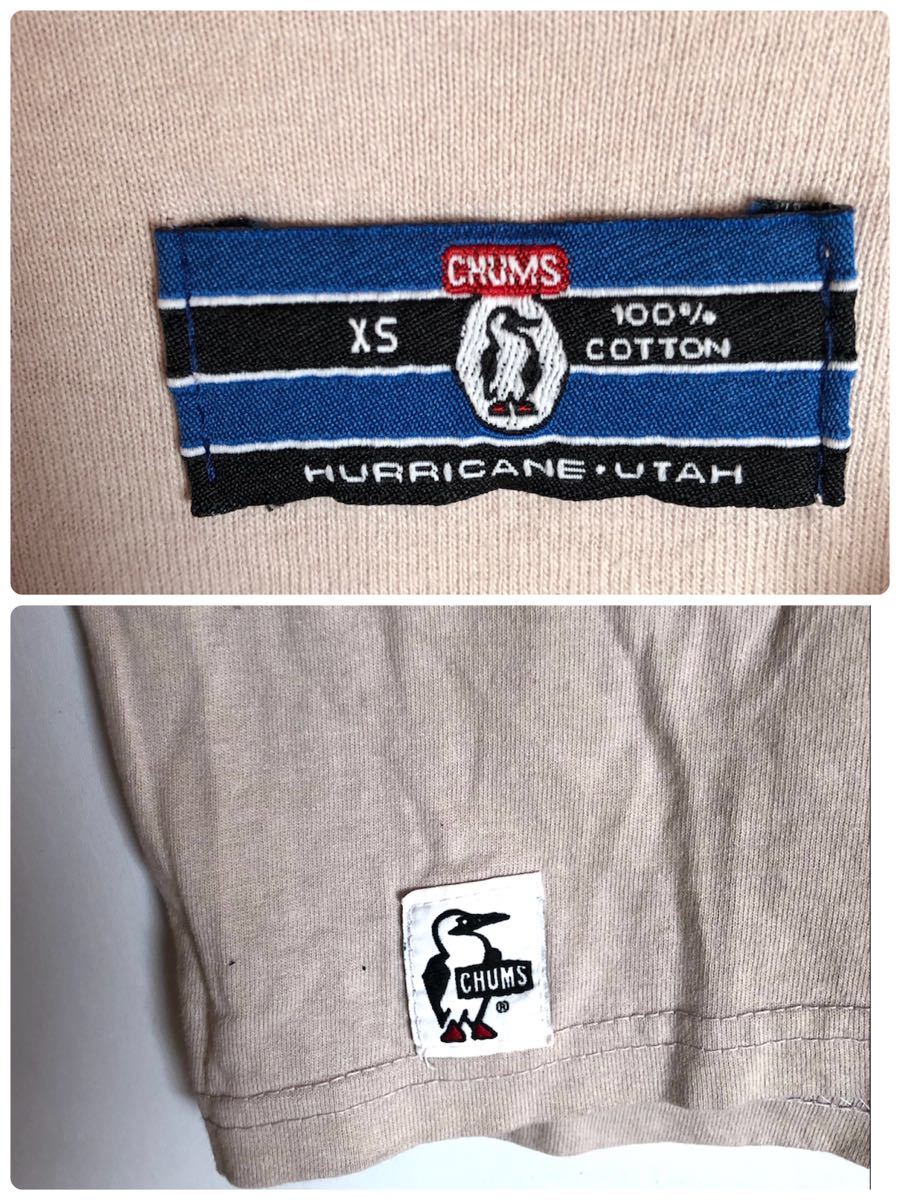 CHUMS
XS
100%
COTTON
HURRICANE·UTAH
CHUMS
®